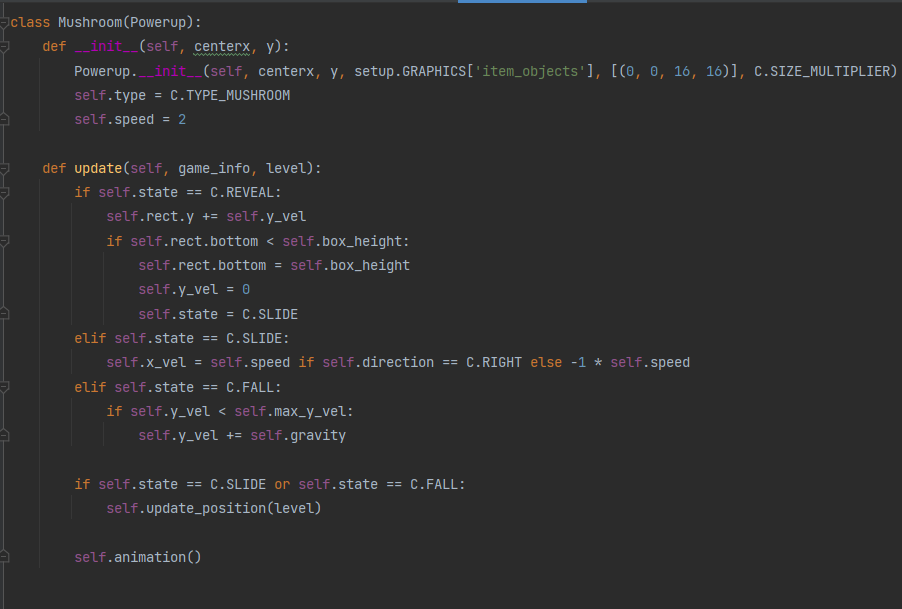 class Mushroom(Powerup):
    def __init__(self, centerx, y):
        Powerup.__init__(self, centerx, y, setup.GRAPHICS['item_objects'], [(0, 0, 16, 16)], C.SIZE_MULTIPLIER)
        self.type = C.TYPE_MUSHROOM
        self.speed = 2

    def update(self, game_info, level):
        if self.state == C.REVEAL:
            self.rect.y += self.y_vel
            if self.rect.bottom < self.box_height:
                self.rect.bottom = self.box_height
                self.y_vel = 0
                self.state = C.SLIDE
        elif self.state == C.SLIDE:
            self.x_vel = self.speed if self.direction == C.RIGHT else -1 * self.speed
        elif self.state == C.FALL:
            if self.y_vel < self.max_y_vel:
                self.y_vel += self.gravity

        if self.state == C.SLIDE or self.state == C.FALL:
            self.update_position(level)

        self.animation()